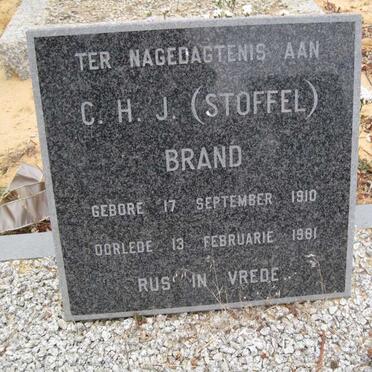 TER NAGEDAGTENIS AAN
C. H. J. (STOFFEL)
BRAND
GEBORE 17 SEPTEMBER 1910
OORLEDE 13 FEBRUARIE 1981
RUS IN VREDE